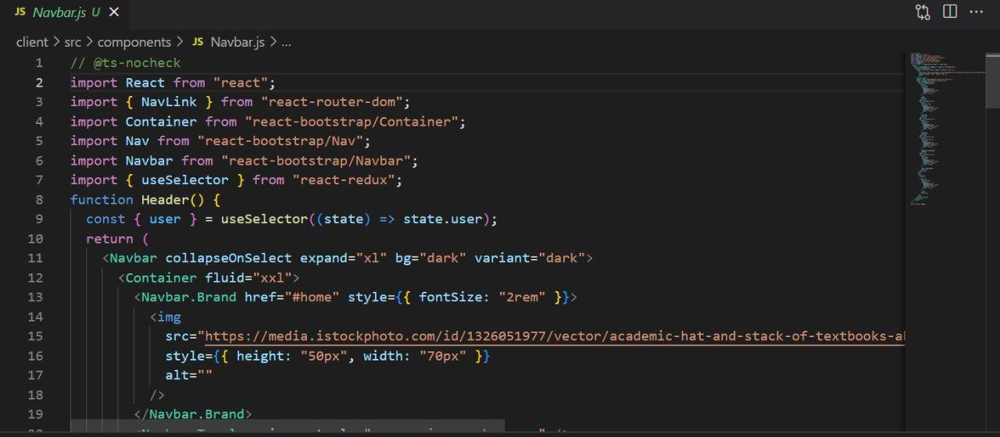 JS Navbar.js U
client > src > components > JS Navbar.js > ...
1 // @ts-nocheck
2 import React from "react";
3 import { NavLink } from "react-router-dom";
4 import Container from "react-bootstrap/Container";
5 import Nav from "react-bootstrap/Nav";
6 import Navbar from "react-bootstrap/Navbar";
7 import { useSelector } from "react-redux";
8 function Header() {
9 const { user } = useSelector((state) => state.user);
10 return (
11 <Navbar collapseOnSelect expand="xl" bg="dark" variant="dark">
12 <Container fluid="xxl">
13 <Navbar.Brand href="#home" style={{ fontSize: "2rem" }}>
14 <img
15 src="https://media.istockphoto.com/id/1326051977/vector/academic-hat-and-stack-of-textbooks-a
16 style={{ height: "50px", width: "70px" }}
17 alt=""
18 />
19 </Navbar.Brand>